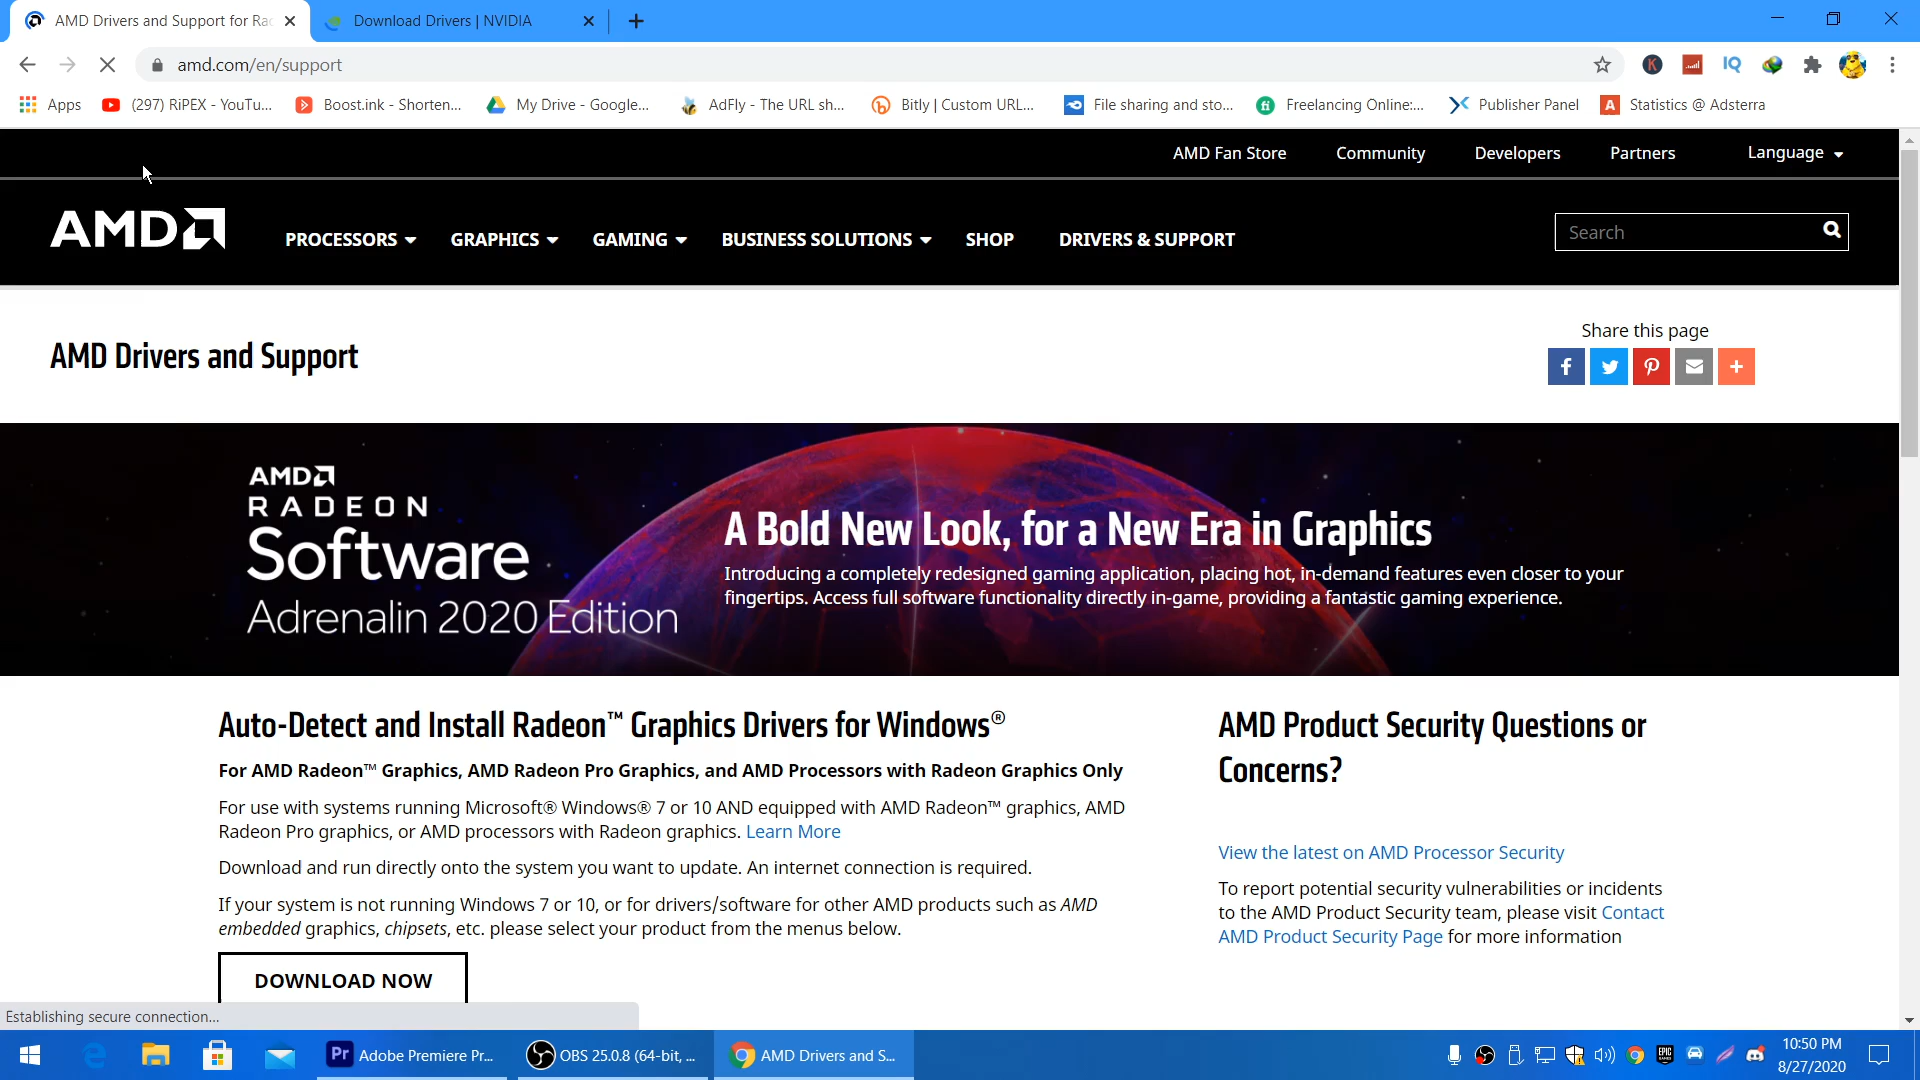 AMD Drivers and Support for Rad
Download Drivers | NVIDIA
amd.com/en/support
IQ
Apps
(297) RiPEX - YouTu...
Boost.ink - Shorten...
My Drive - Google...
AdFly - The URL sh...
Bitly | Custom URL...
File sharing and sto...
Freelancing Online:...
Publisher Panel
Statistics @ Adsterra
AMD Fan Store
Community
Developers
Partners
Language
AMD
PROCESSORS
GRAPHICS
GAMING
BUSINESS SOLUTIONS
SHOP
DRIVERS & SUPPORT
Search
AMD Drivers and Support
Share this page
AMD
RADEON
Software
Adrenalin 2020 Edition
A Bold New Look, for a New Era in Graphics
Introducing a completely redesigned gaming application, placing hot, in-demand features even closer to your
fingertips. Access full software functionality directly in-game, providing a fantastic gaming experience.
Auto-Detect and Install Radeon™ Graphics Drivers for Windows®
For AMD Radeon™ Graphics, AMD Radeon Pro Graphics, and AMD Processors with Radeon Graphics Only
For use with systems running Microsoft® Windows® 7 or 10 AND equipped with AMD Radeon™ graphics, AMD
Radeon Pro graphics, or AMD processors with Radeon graphics. Learn More
Download and run directly onto the system you want to update. An internet connection is required.
If your system is not running Windows 7 or 10, or for drivers/software for other AMD products such as AMD
embedded graphics, chipsets, etc. please select your product from the menus below.
DOWNLOAD NOW
AMD Product Security Questions or
Concerns?
View the latest on AMD Processor Security
To report potential security vulnerabilities or incidents
to the AMD Product Security team, please visit Contact
AMD Product Security Page for more information
Establishing secure connection...
Pr
Adobe Premiere Pr...
OBS 25.0.8 (64-bit, ...
AMD Drivers and S...
10:50 PM
8/27/2020